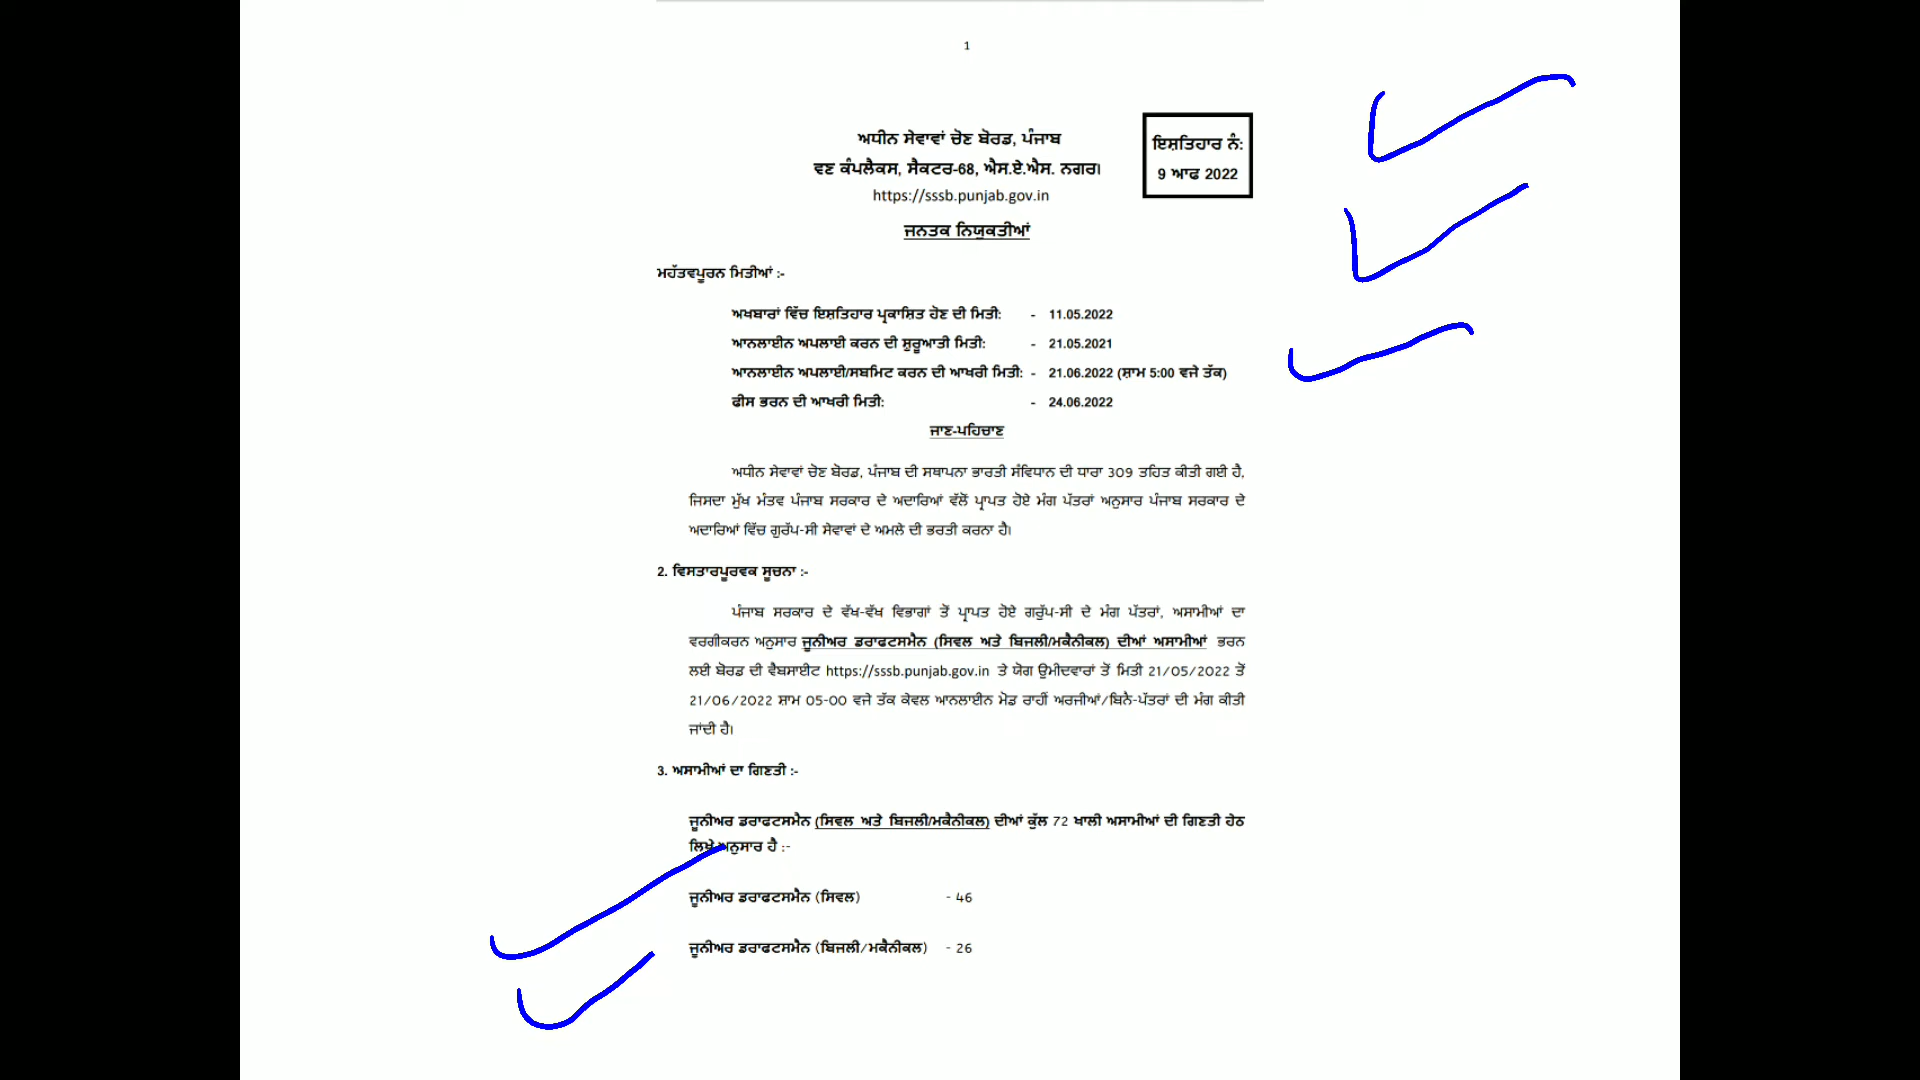 1
ਅਧੀਨ ਸੇਵਾਵਾਂ ਚੋਣ ਬੋਰਡ, ਪੰਜਾਬ
ਵਣ ਕੰਪਲੈਕਸ, ਸੈਕਟਰ-68, ਐਸ.ਏ.ਐਸ. ਨਗਰ।
https://sssb.punjab.gov.in
ਇਸ਼ਤਿਹਾਰ ਨੰ:
9 ਆਫ 2022
ਜਨਤਕ ਨਿਯੁਕਤੀਆਂ
ਮਹੱਤਵਪੂਰਨ ਮਿਤੀਆਂ :-
ਅਖਬਾਰਾਂ ਵਿੱਚ ਇਸ਼ਤਿਹਾਰ ਪ੍ਰਕਾਸ਼ਿਤ ਹੋਣ ਦੀ ਮਿਤੀ: - 11.05.2022
ਆਨਲਾਈਨ ਅਪਲਾਈ ਕਰਨ ਦੀ ਸ਼ੁਰੂਆਤੀ ਮਿਤੀ: - 21.05.2021
ਆਨਲਾਈਨ ਅਪਲਾਈ/ਸਬਮਿਟ ਕਰਨ ਦੀ ਆਖਰੀ ਮਿਤੀ: - 21.06.2022 (ਸ਼ਾਮ 5:00 ਵਜੇ ਤੱਕ)
ਫੀਸ ਭਰਨ ਦੀ ਆਖਰੀ ਮਿਤੀ: - 24.06.2022
ਜਾਣ-ਪਹਿਚਾਣ
ਅਧੀਨ ਸੇਵਾਵਾਂ ਚੋਣ ਬੋਰਡ, ਪੰਜਾਬ ਦੀ ਸਥਾਪਨਾ ਭਾਰਤੀ ਸੰਵਿਧਾਨ ਦੀ ਧਾਰਾ 309 ਤਹਿਤ ਕੀਤੀ ਗਈ ਹੈ,
ਜਿਸਦਾ ਮੁੱਖ ਮੰਤਵ ਪੰਜਾਬ ਸਰਕਾਰ ਦੇ ਅਦਾਰਿਆਂ ਵੱਲੋਂ ਪ੍ਰਾਪਤ ਹੋਏ ਮੰਗ ਪੱਤਰਾਂ ਅਨੁਸਾਰ ਪੰਜਾਬ ਸਰਕਾਰ ਦੇ
ਅਦਾਰਿਆਂ ਵਿੱਚ ਗੁਰੱਪ-ਸੀ ਸੇਵਾਵਾਂ ਦੇ ਅਮਲੇ ਦੀ ਭਰਤੀ ਕਰਨਾ ਹੈ।
2. ਵਿਸਤਾਰਪੂਰਵਕ ਸੂਚਨਾ :-
ਪੰਜਾਬ ਸਰਕਾਰ ਦੇ ਵੱਖ-ਵੱਖ ਵਿਭਾਗਾਂ ਤੋਂ ਪ੍ਰਾਪਤ ਹੋਏ ਗਰੁੱਪ-ਸੀ ਦੇ ਮੰਗ ਪੱਤਰਾਂ, ਅਸਾਮੀਆਂ ਦਾ
ਵਰਗੀਕਰਨ ਅਨੁਸਾਰ ਜੂਨੀਅਰ ਡਰਾਫਟਸਮੈਨ (ਸਿਵਲ ਅਤੇ ਬਿਜਲੀ/ਮਕੈਨੀਕਲ) ਦੀਆਂ ਅਸਾਮੀਆਂ ਭਰਨ
ਲਈ ਬੋਰਡ ਦੀ ਵੈਬਸਾਈਟ https://sssb.punjab.gov.in ਤੇ ਯੋਗ ਉਮੀਦਵਾਰਾਂ ਤੋਂ ਮਿਤੀ 21/05/2022 ਤੋਂ
21/06/2022 ਸ਼ਾਮ 05-00 ਵਜੇ ਤੱਕ ਕੇਵਲ ਆਨਲਾਈਨ ਮੋਡ ਰਾਹੀਂ ਅਰਜੀਆਂ/ਬਿਨੈ-ਪੱਤਰਾਂ ਦੀ ਮੰਗ ਕੀਤੀ
ਜਾਂਦੀ ਹੈ।
3. ਅਸਾਮੀਆਂ ਦਾ ਗਿਣਤੀ :-
ਜੂਨੀਅਰ ਡਰਾਫਟਸਮੈਨ (ਸਿਵਲ ਅਤੇ ਬਿਜਲੀ/ਮਕੈਨੀਕਲ) ਦੀਆਂ ਕੁੱਲ 72 ਖਾਲੀ ਅਸਾਮੀਆਂ ਦੀ ਗਿਣਤੀ ਹੇਠ
ਲਿਖੇ ਅਨੁਸਾਰ ਹੈ :-
ਜੂਨੀਅਰ ਡਰਾਫਟਸਮੈਨ (ਸਿਵਲ) - 46
ਜੂਨੀਅਰ ਡਰਾਫਟਸਮੈਨ (ਬਿਜਲੀ/ਮਕੈਨੀਕਲ) - 26